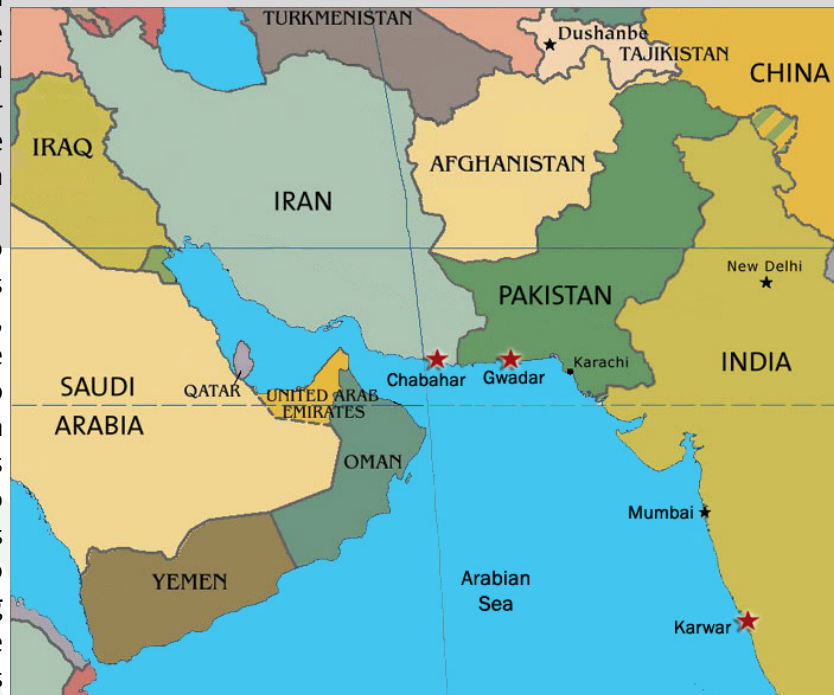 TURKMENISTAN
Dushanbe
TAJIKISTAN
CHINA
IRAQ
AFGHANISTAN
IRAN
New Delhi
PAKISTAN
Karachi
INDIA
Chabahar
Gwadar
SAUDI
ARABIA
QATAR
UNITED ARAB
EMIRATES
OMAN
Mumbai
YEMEN
Arabian
Sea
Karwar